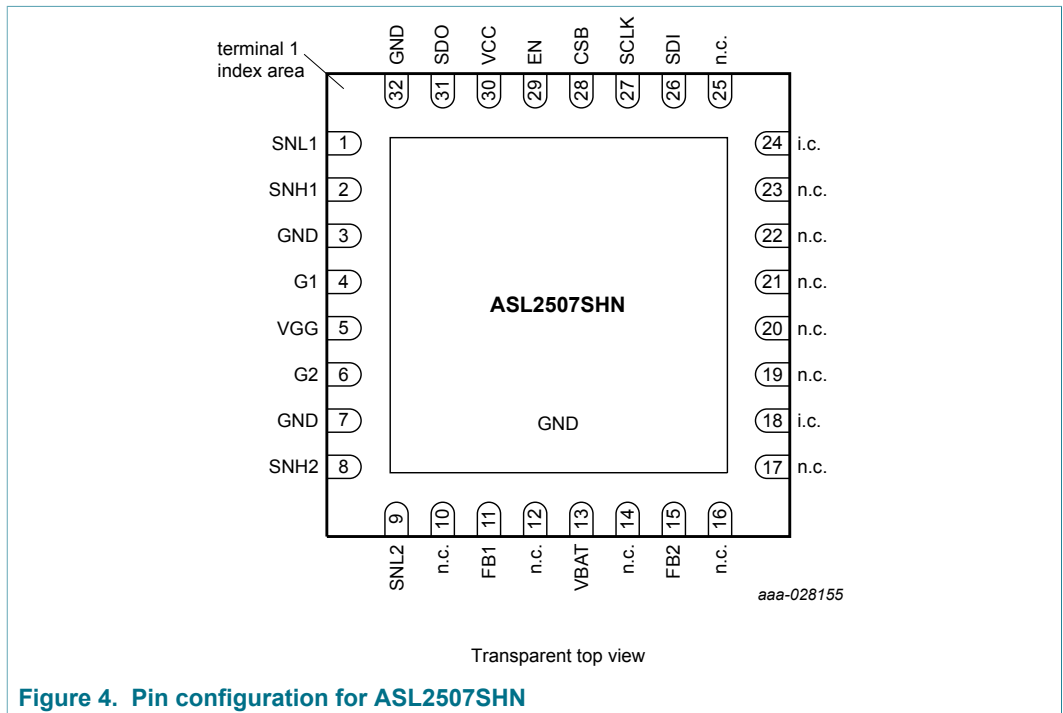 terminal 1
index area
GND SDO VCC EN CSB SCLK SDI n.c.
32 31 30 29 28 27 26 25
SNL1 1 24 i.c.
SNH1 2 23 n.c.
GND 3 22 n.c.
G1 4 21 n.c.
VGG 5 20 n.c.
G2 6 19 n.c.
GND 7 18 i.c.
SNH2 8 17 n.c.
ASL2507SHN
GND
9 10 11 12 13 14 15 16
SNL2 n.c. FB1 n.c. VBAT n.c. FB2 n.c.
aaa-028155
Transparent top view
Figure 4. Pin configuration for ASL2507SHN